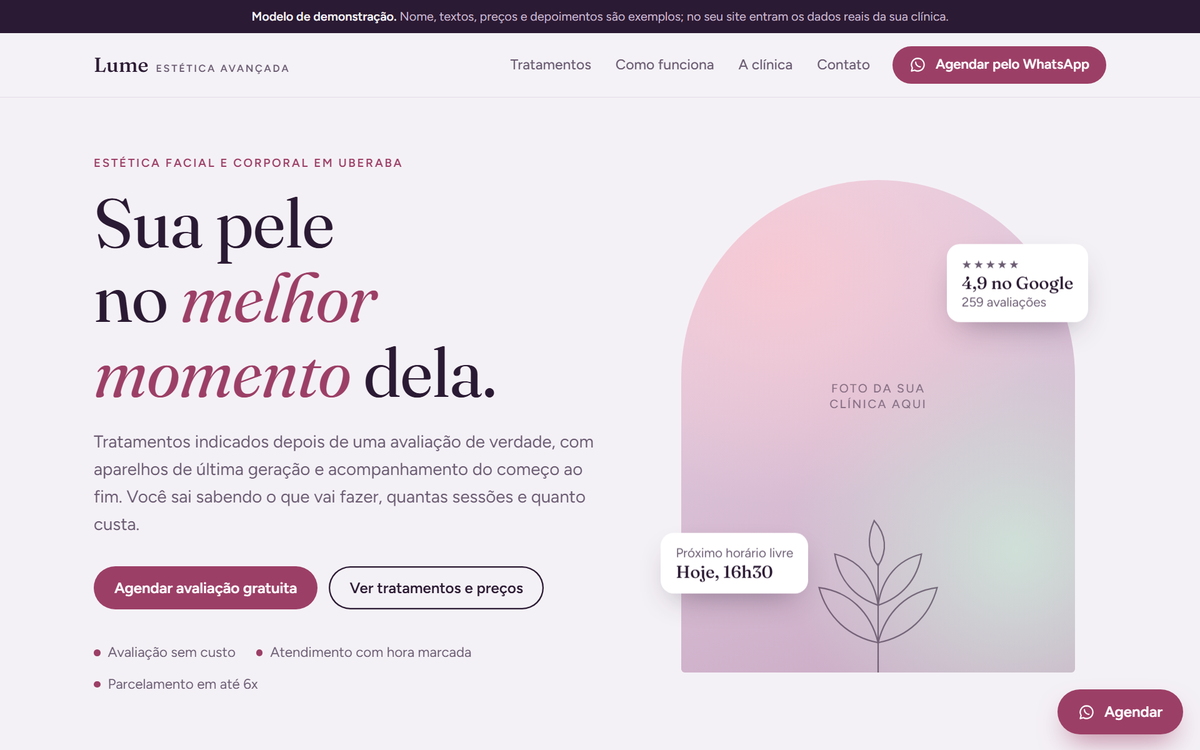 Modelo de demonstração. Nome, textos, preços e depoimentos são exemplos; no seu site entram os dados reais da sua clínica.
Lume ESTÉTICA AVANÇADA
Tratamentos
Como funciona
A clínica
Contato
Agendar pelo WhatsApp
ESTÉTICA FACIAL E CORPORAL EM UBERABA
Sua pele
no melhor
momento dela.
Tratamentos indicados depois de uma avaliação de verdade, com
aparelhos de última geração e acompanhamento do começo ao
fim. Você sai sabendo o que vai fazer, quantas sessões e quanto
custa.
Agendar avaliação gratuita
Ver tratamentos e preços
Avaliação sem custo
Atendimento com hora marcada
Parcelamento em até 6x
★★★★★
4,9 no Google
259 avaliações
FOTO DA SUA
CLÍNICA AQUI
Próximo horário livre
Hoje, 16h30
Agendar